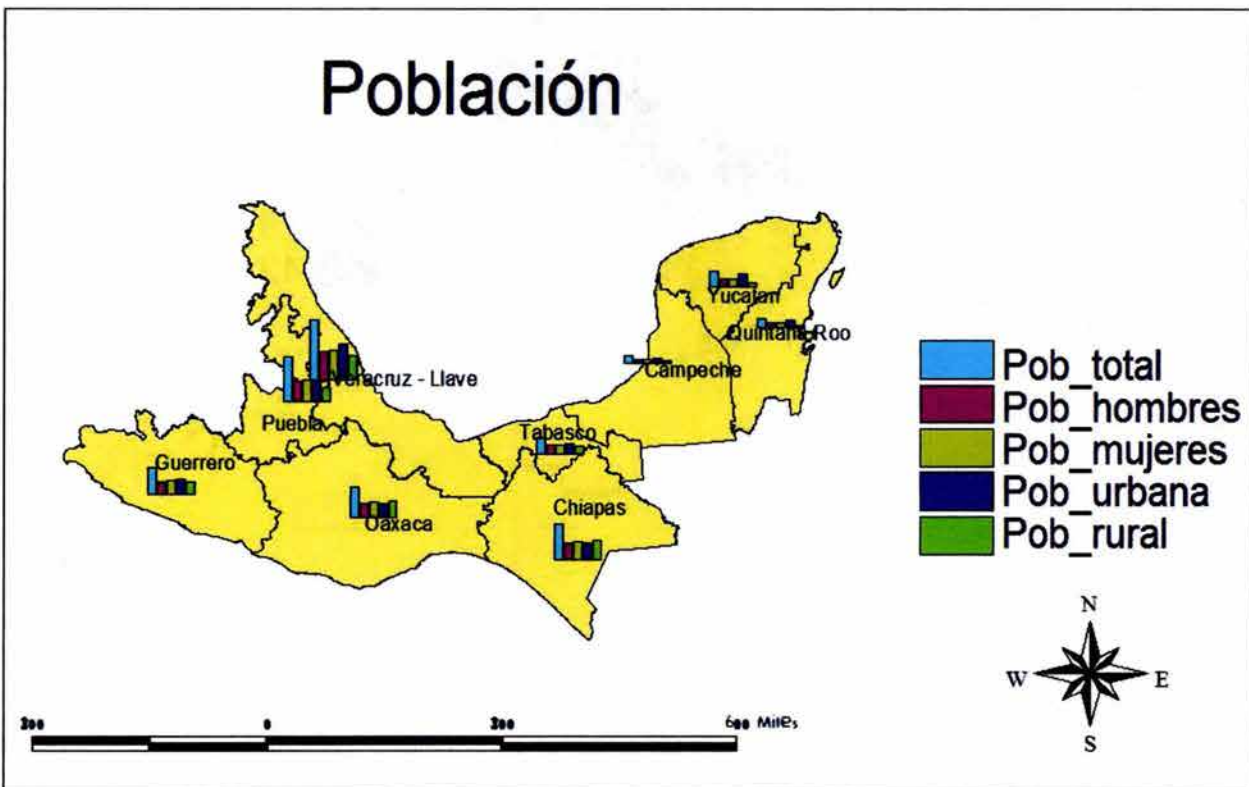 Población
Yucatan
Quintana Roo
Campeche
Veracruz - Llave
Puebla
Tabasco
Guerrero
Chiapas
Oaxaca
Pob_total
Pob_hombres
Pob_mujeres
Pob_urbana
Pob_rural
N
W E
S
300 0 300 600 Miles